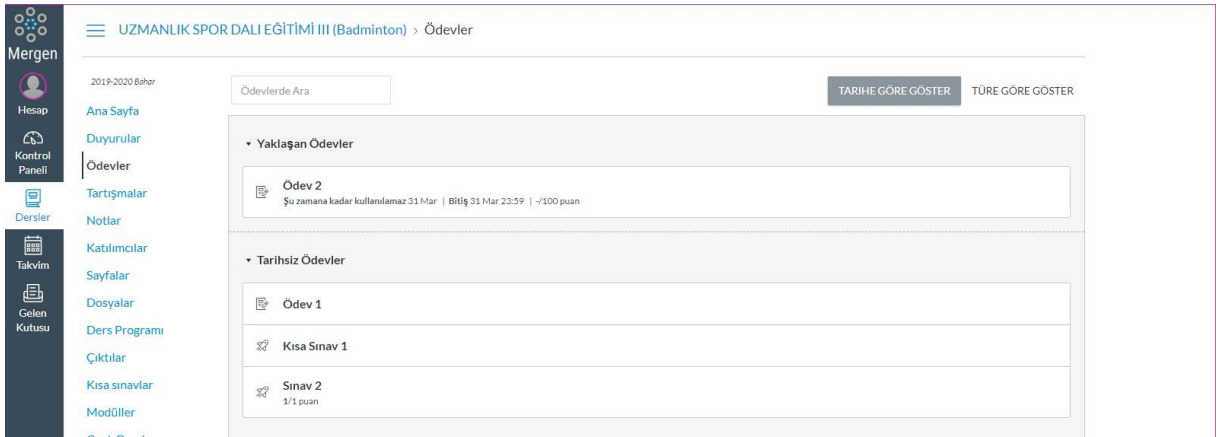 Mergen
Hesap
Kontrol
Paneli
Dersler
Takvim
Gelen
Kutusu
UZMANLIK SPOR DALI EĞİTİMİ III (Badminton) > Ödevler
2019-2020 Bahar
Ana Sayfa
Duyurular
Ödevler
Tartışmalar
Notlar
Katılımcılar
Sayfalar
Dosyalar
Ders Programı
Çıktılar
Kısa sınavlar
Modüller
Ödevlerde Ara
TARIHE GÖRE GÖSTER
TÜRE GÖRE GÖSTER
Yaklaşan Ödevler
Ödev 2
Şu zamana kadar kullanılamaz 31 Mar | Bitiş 31 Mar 23:59 | -/100 puan
Tarihsiz Ödevler
Ödev 1
Kısa Sınav 1
Sınav 2
1/1 puan